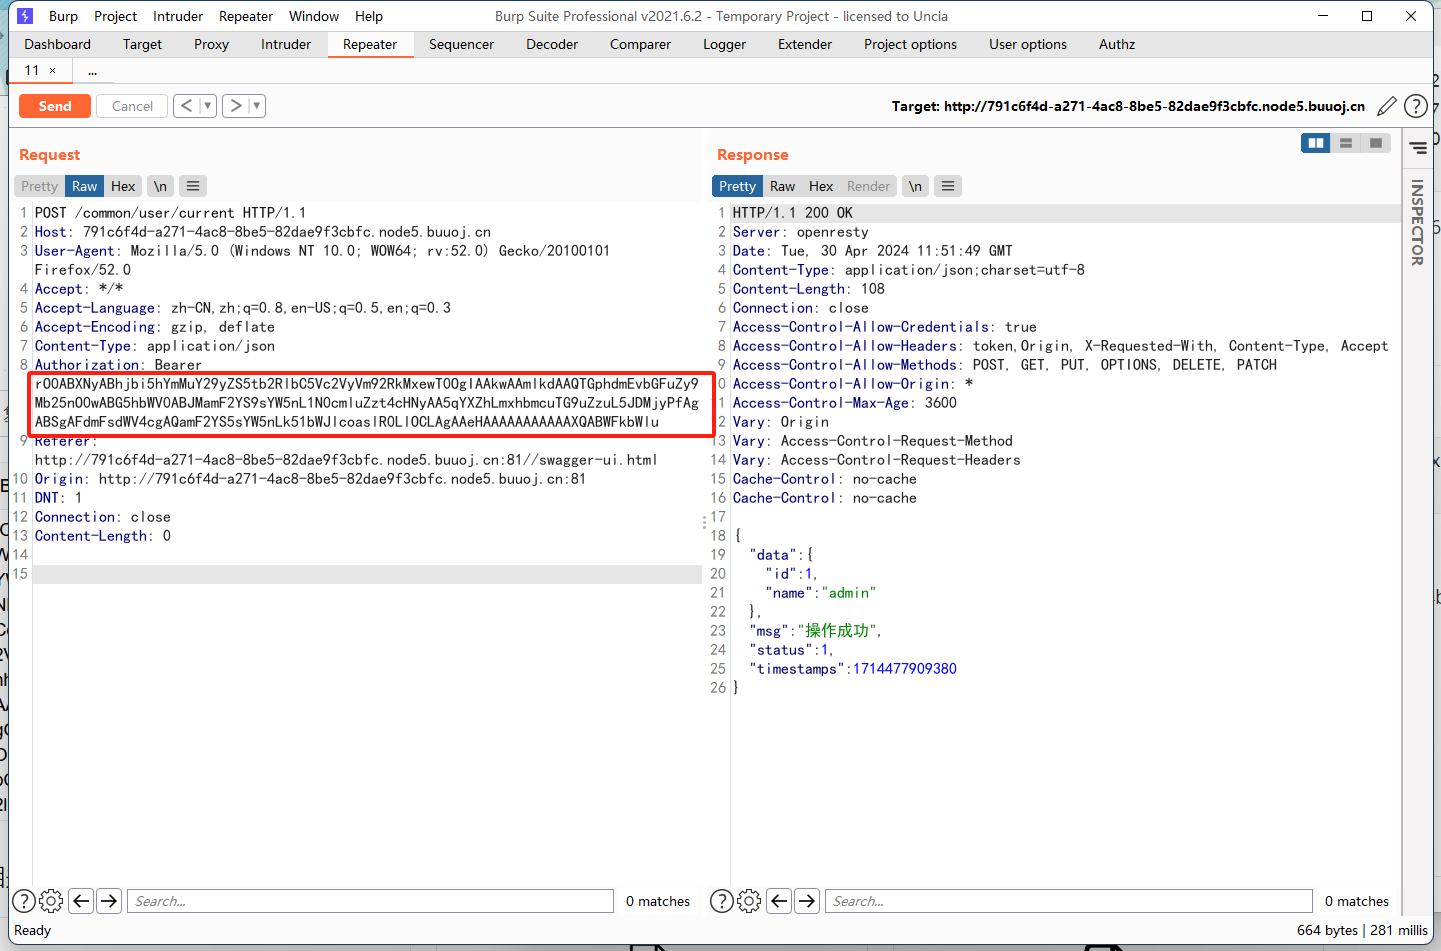 Burp Project Intruder Repeater Window Help
Burp Suite Professional v2021.6.2 - Temporary Project - licensed to Uncia
Dashboard Target Proxy Intruder Repeater Sequencer Decoder Comparer Logger Extender Project options User options Authz
11 × ...
Send Cancel < ▼ > ▼
Target: http://791c6f4d-a271-4ac8-8be5-82dae9f3cbfc.node5.buuoj.cn
Request
Pretty Raw Hex \n
1 POST /common/user/current HTTP/1.1
2 Host: 791c6f4d-a271-4ac8-8be5-82dae9f3cbfc.node5.buuoj.cn
3 User-Agent: Mozilla/5.0 (Windows NT 10.0; WOW64; rv:52.0) Gecko/20100101
Firefox/52.0
4 Accept: */*
5 Accept-Language: zh-CN,zh;q=0.8,en-US;q=0.5,en;q=0.3
6 Accept-Encoding: gzip, deflate
7 Content-Type: application/json
8 Authorization: Bearer
rO0ABXNyABhjbi5hYmMuY29yZS5tb2RlbC5Vc2VyVm92RkMxewT0OgIAAkwAAmlkdAAQTGphdmEvbGFuZy9
Mb25nO0wABG5hbWV0ABJMamF2YS9sYW5nL1N0cmluZzt4cHNyAA5qYXZhLmxhbmcuTG9uZzuL5JDMjyPfAg
ABSgAFdmFsdWV4cgAQamF2YS5sYW5nLk51bWJlcoaslR0LlOCLAgAAeHAAAAAAAAAAAXQABWFkbWlu
9 Referer:
http://791c6f4d-a271-4ac8-8be5-82dae9f3cbfc.node5.buuoj.cn:81//swagger-ui.html
10 Origin: http://791c6f4d-a271-4ac8-8be5-82dae9f3cbfc.node5.buuoj.cn:81
11 DNT: 1
12 Connection: close
13 Content-Length: 0
14
15
Search... 0 matches
Response
Pretty Raw Hex Render \n
1 HTTP/1.1 200 OK
2 Server: openresty
3 Date: Tue, 30 Apr 2024 11:51:49 GMT
4 Content-Type: application/json;charset=utf-8
5 Content-Length: 108
6 Connection: close
7 Access-Control-Allow-Credentials: true
8 Access-Control-Allow-Headers: token,Origin, X-Requested-With, Content-Type, Accept
9 Access-Control-Allow-Methods: POST, GET, PUT, OPTIONS, DELETE, PATCH
0 Access-Control-Allow-Origin: *
1 Access-Control-Max-Age: 3600
2 Vary: Origin
13 Vary: Access-Control-Request-Method
14 Vary: Access-Control-Request-Headers
15 Cache-Control: no-cache
16 Cache-Control: no-cache
17
18 {
19 "data":{
20 "id":1,
21 "name":"admin"
22 },
23 "msg":"操作成功",
24 "status":1,
25 "timestamps":1714477909380
26 }
Search... 0 matches
INSPECTOR
Ready
664 bytes | 281 millis